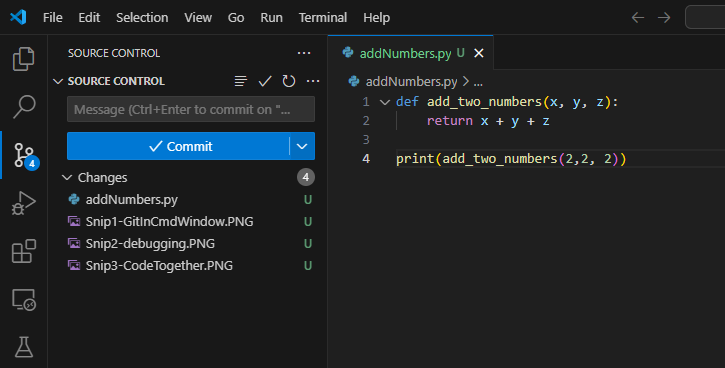 File Edit Selection View Go Run Terminal Help
SOURCE CONTROL ...
SOURCE CONTROL ...
Message (Ctrl+Enter to commit on "...
Commit
Changes 4
addNumbers.py U
Snip1-GitInCmdWindow.PNG U
Snip2-debugging.PNG U
Snip3-CodeTogether.PNG U
4
addNumbers.py U
addNumbers.py > ...
1 def add_two_numbers(x, y, z):
2 return x + y + z
3
4 print(add_two_numbers(2,2, 2))